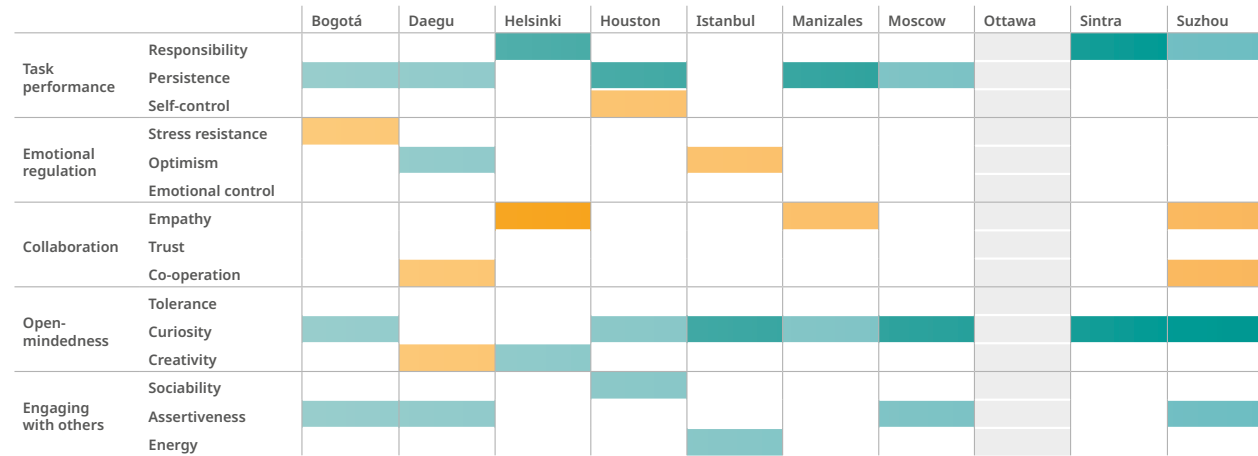 Bogotá Daegu Helsinki Houston Istanbul Manizales Moscow Ottawa Sintra Suzhou
Task
performance
Responsibility
Persistence
Self-control
Emotional
regulation
Stress resistance
Optimism
Emotional control
Collaboration
Empathy
Trust
Co-operation
Open-
mindedness
Tolerance
Curiosity
Creativity
Engaging
with others
Sociability
Assertiveness
Energy